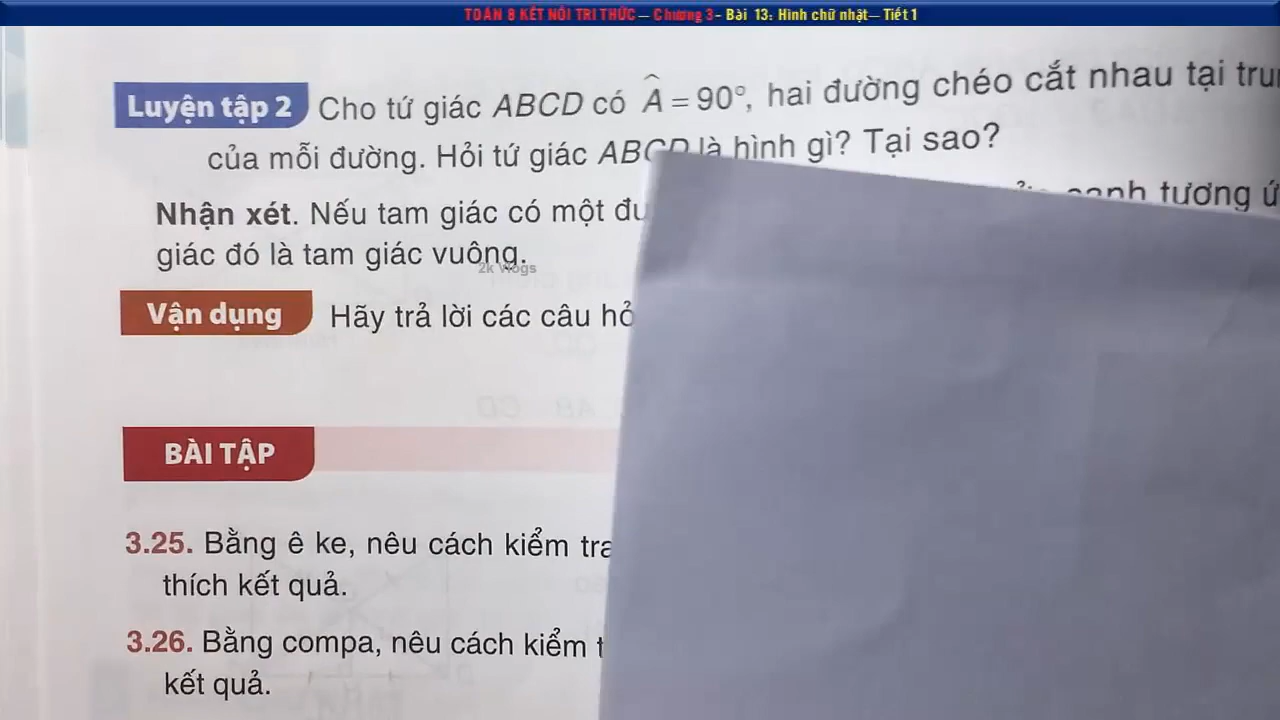 TOÁN 8 KẾT NỐI TRI THỨC – Chương 3- Bài 13: Hình chữ nhật– Tiết 1
Luyện tập 2 Cho tứ giác ABCD có Â = 90°, hai đường chéo cắt nhau tại
của mỗi đường. Hỏi tứ giác ABCD là hình gì? Tại sao?
Nhận xét. Nếu tam giác có một cạnh tương
giác đó là tam giác vuông.
2k Vlogs
Vận dụng Hãy trả lời các câu
BÀI TẬP
3.25. Bằng ê ke, nêu cách kiểm tra
thích kết quả.
3.26. Bằng compa, nêu cách kiểm
kết quả.